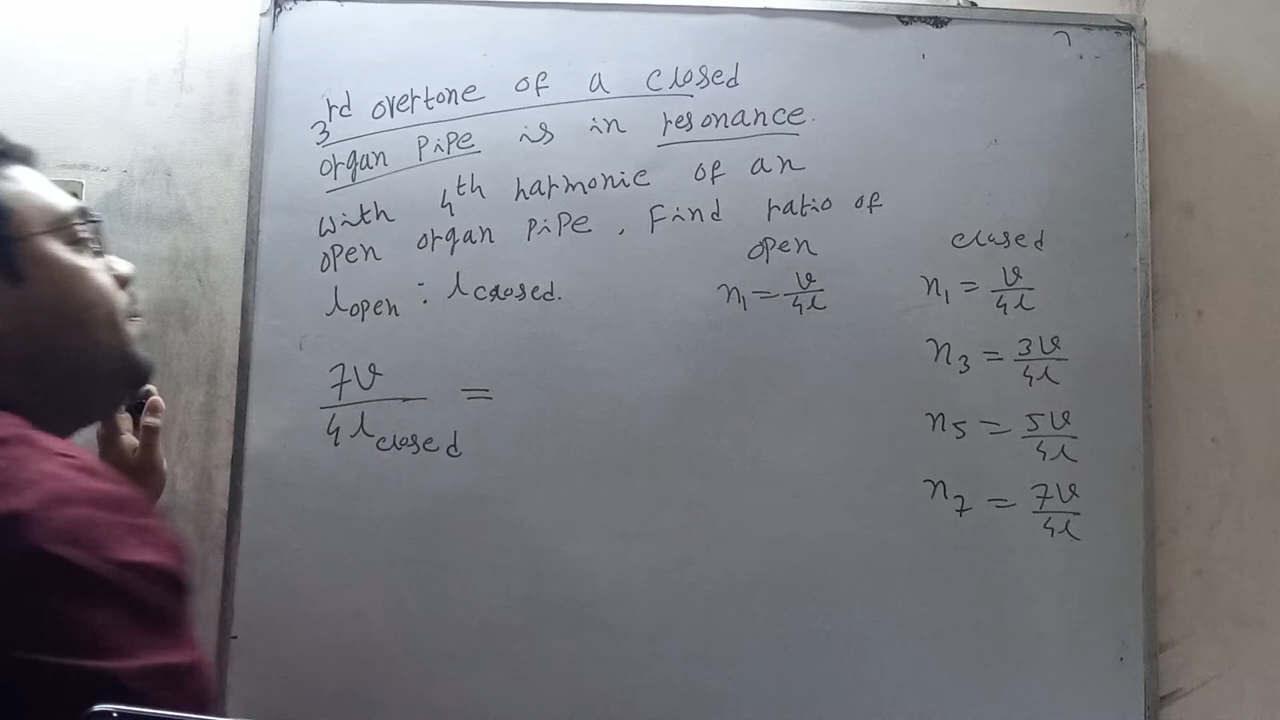 3rd overtone of a closed
organ pipe is in resonance.
with 4th harmonic of an
open organ pipe. Find ratio of
lopen : lclosed.
open
n1 = v/4l
closed
n1 = v/4l
n3 = 3v/4l
n5 = 5v/4l
n7 = 7v/4l
7v/4lclosed =